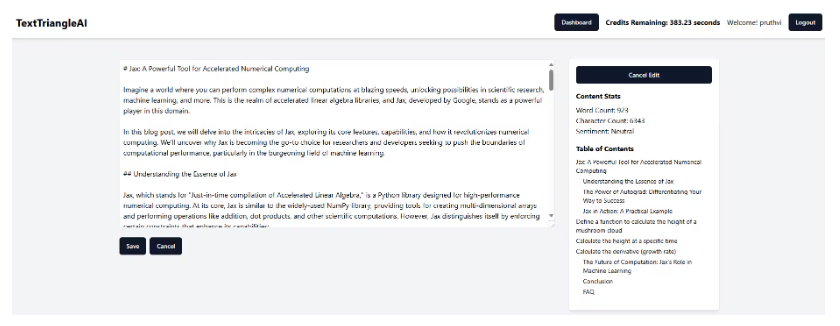 TextTriangleAI
Dashboard
Credits Remaining: 383.23 seconds
Welcome! pruthvi
Logout
# Jax: A Powerful Tool for Accelerated Numerical Computing
Imagine a world where you can perform complex numerical computations at blazing speeds, unlocking possibilities in scientific research,
machine learning, and more. This is the realm of accelerated linear algebra libraries, and Jax, developed by Google, stands as a powerful
player in this domain.
In this blog post, we will delve into the intricacies of Jax, exploring its core features, capabilities, and how it revolutionizes numerical
computing. We'll uncover why Jax is becoming the go-to choice for researchers and developers seeking to push the boundaries of
computational performance, particularly in the burgeoning field of machine learning.
## Understanding the Essence of Jax
Jax, which stands for "Just-in-time compilation of Accelerated Linear Algebra," is a Python library designed for high-performance
numerical computing. At its core, Jax is similar to the widely-used NumPy library, providing tools for creating multi-dimensional arrays
and performing operations like addition, dot products, and other scientific computations. However, Jax distinguishes itself by enforcing
certain constraints that enhance its capabilities:
Save
Cancel
Cancel Edit
Content Stats
Word Count: 923
Character Count: 6343
Sentiment: Neutral
Table of Contents
Jax: A Powerful Tool for Accelerated Numerical
Computing
Understanding the Essence of Jax
The Power of Autograd: Differentiating Your
Way to Success
Jax in Action: A Practical Example
Define a function to calculate the height of a
mushroom cloud
Calculate the height at a specific time
Calculate the derivative (growth rate)
The Future of Computation: Jax's Role in
Machine Learning
Conclusion
FAQ